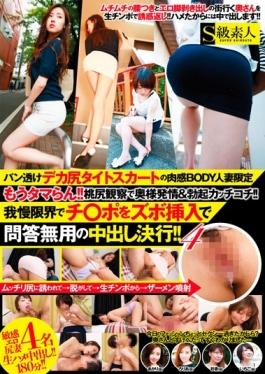 ムチムチの腰つきとエロ脚剥き出しの街行く奥さんを
生チンポで誘惑返し!!ハメたからには中で出します!!
S級素人
パン透けデカ尻タイトスカートの肉感BODY人妻限定
もうタマらん!!桃尻観察で奥様発情&勃起カッチコチ!!
我慢限界でチ〇ポをズボ挿入で
問答無用の中出し決行!!4
ムッチリ尻に誘われて→脱がして→生チンポから→ザーメン噴射
敏感
エロ尻妻4名
生ハメ中出し!!
180分!!